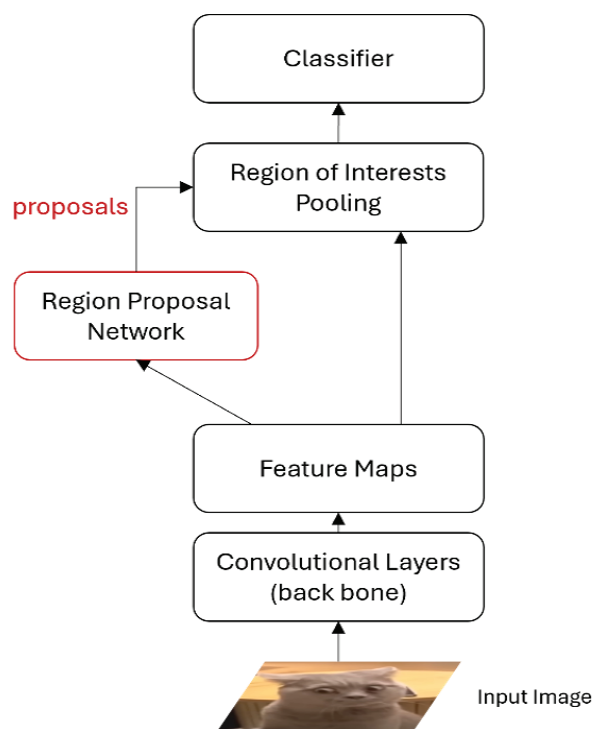 Classifier
Region of Interests
Pooling
proposals
Region Proposal
Network
Feature Maps
Convolutional Layers
(back bone)
Input Image